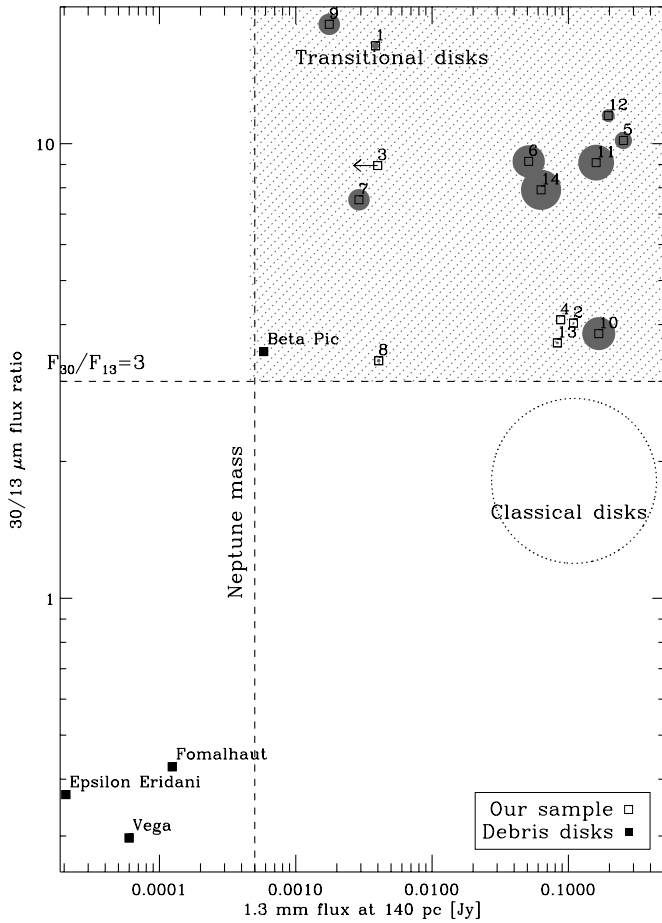 9
1
Transitional disks
12
5
10
3
6
11
7
14
4
2
10
13
Beta Pic
8
F30/F13=3
30/13 μm flux ratio
Neptune mass
Classical disks
1
Fomalhaut
Epsilon Eridani
Vega
Our sample
Debris disks
0.0001
0.0010
0.0100
0.1000
1.3 mm flux at 140 pc [Jy]